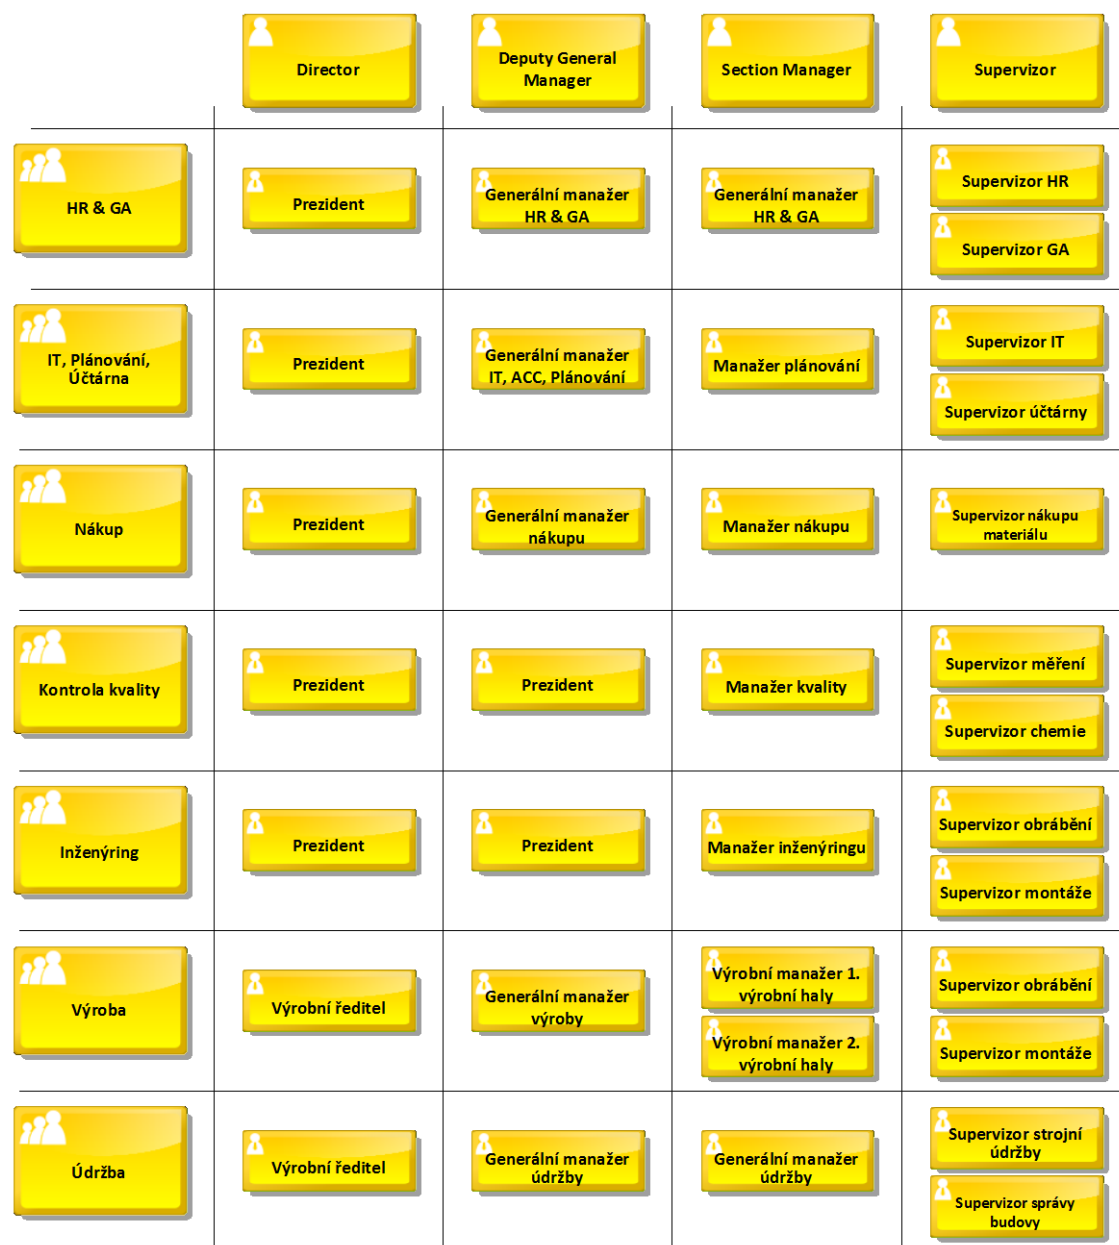 Director
Deputy General
Manager
Section Manager
Supervizor
HR & GA
Prezident
Generální manažer
HR & GA
Generální manažer
HR & GA
Supervizor HR
Supervizor GA
IT, Plánování,
Účtárna
Prezident
Generální manažer
IT, ACC, Plánování
Manažer plánování
Supervizor IT
Supervizor účtárny
Nákup
Prezident
Generální manažer
nákupu
Manažer nákupu
Supervizor nákupu
materiálu
Kontrola kvality
Prezident
Prezident
Manažer kvality
Supervizor měření
Supervizor chemie
Inženýring
Prezident
Prezident
Manažer inženýringu
Supervizor obrábění
Supervizor montáže
Výroba
Výrobní ředitel
Generální manažer
výroby
Výrobní manažer 1.
výrobní haly
Výrobní manažer 2.
výrobní haly
Supervizor obrábění
Supervizor montáže
Údržba
Výrobní ředitel
Generální manažer
údržby
Generální manažer
údržby
Supervizor strojní
údržby
Supervizor správy
budovy